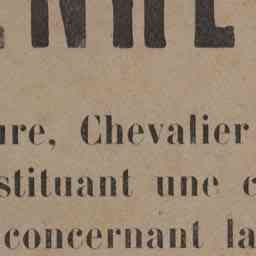 ure, Chevalier
stituant une c
concernant la